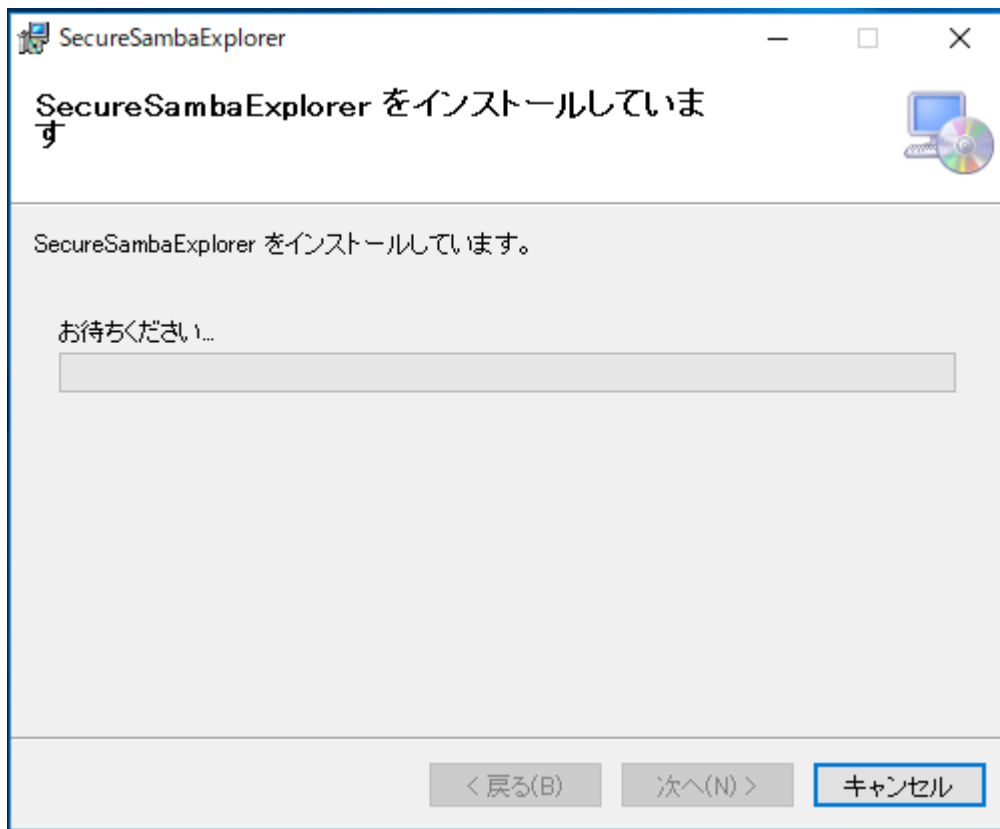 SecureSambaExplorer
SecureSambaExplorer をインストールしていま
す
SecureSambaExplorer をインストールしています。
お待ちください...
< 戻る(B)
次へ(N) >
キャンセル